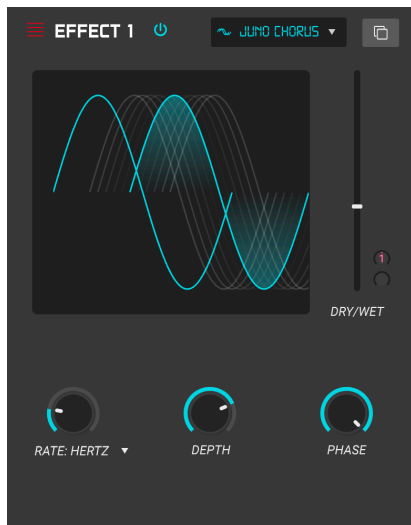 EFFECT 1
JUNO CHORUS
1
DRY/WET
RATE: HERTZ
DEPTH
PHASE